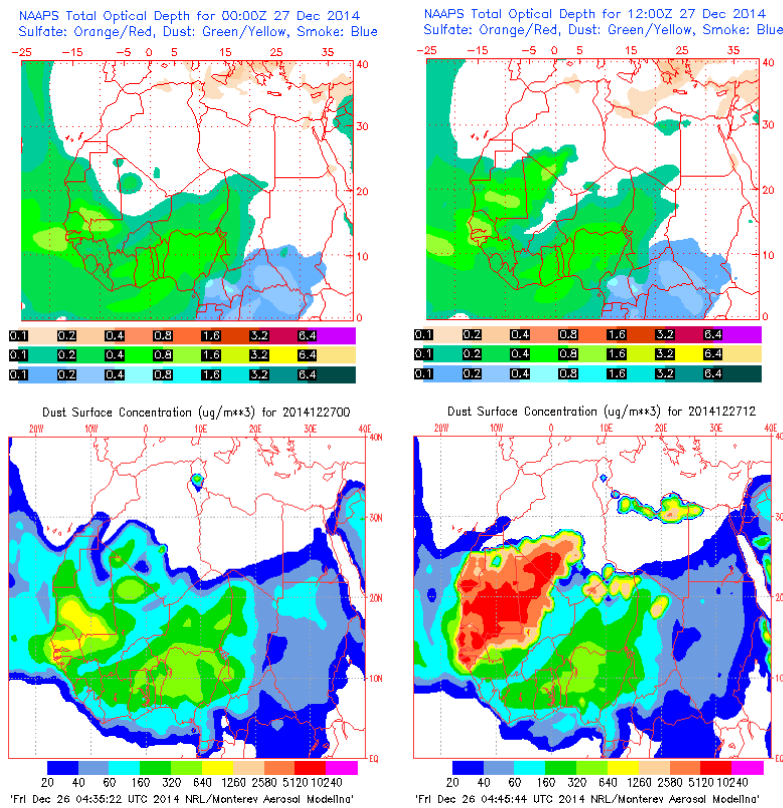 NAAPS Total Optical Depth for 00:00Z 27 Dec 2014
Sulfate: Orange/Red, Dust: Green/Yellow, Smoke: Blue
-25 -15 -5 0 5 15 25 35
40
30
20
10
0
0.1 0.2 0.4 0.8 1.6 3.2 6.4
0.1 0.2 0.4 0.8 1.6 3.2 6.4
0.1 0.2 0.4 0.8 1.6 3.2 6.4
NAAPS Total Optical Depth for 12:00Z 27 Dec 2014
Sulfate: Orange/Red, Dust: Green/Yellow, Smoke: Blue
-25 -15 -5 0 5 15 25 35
40
30
20
10
0
0.1 0.2 0.4 0.8 1.6 3.2 6.4
0.1 0.2 0.4 0.8 1.6 3.2 6.4
0.1 0.2 0.4 0.8 1.6 3.2 6.4
Dust Surface Concentration (ug/m**3) for 2014122700
20W 10W 0 10E 20E 30E
40N
30N
20N
10N
EQ
20 40 60 160 320 640 1260 2580 5120 10240
'Fri Dec 26 04:35:22 UTC 2014 NRL/Monterey Aerosol Modelling'
Dust Surface Concentration (ug/m**3) for 2014122712
20W 10W 0 10E 20E 30E 40E
40N
30N
20N
10N
EQ
20 40 60 160 320 640 1260 2580 5120 10240
'Fri Dec 26 04:45:44 UTC 2014 NRL/Monterey Aerosol Modelling'